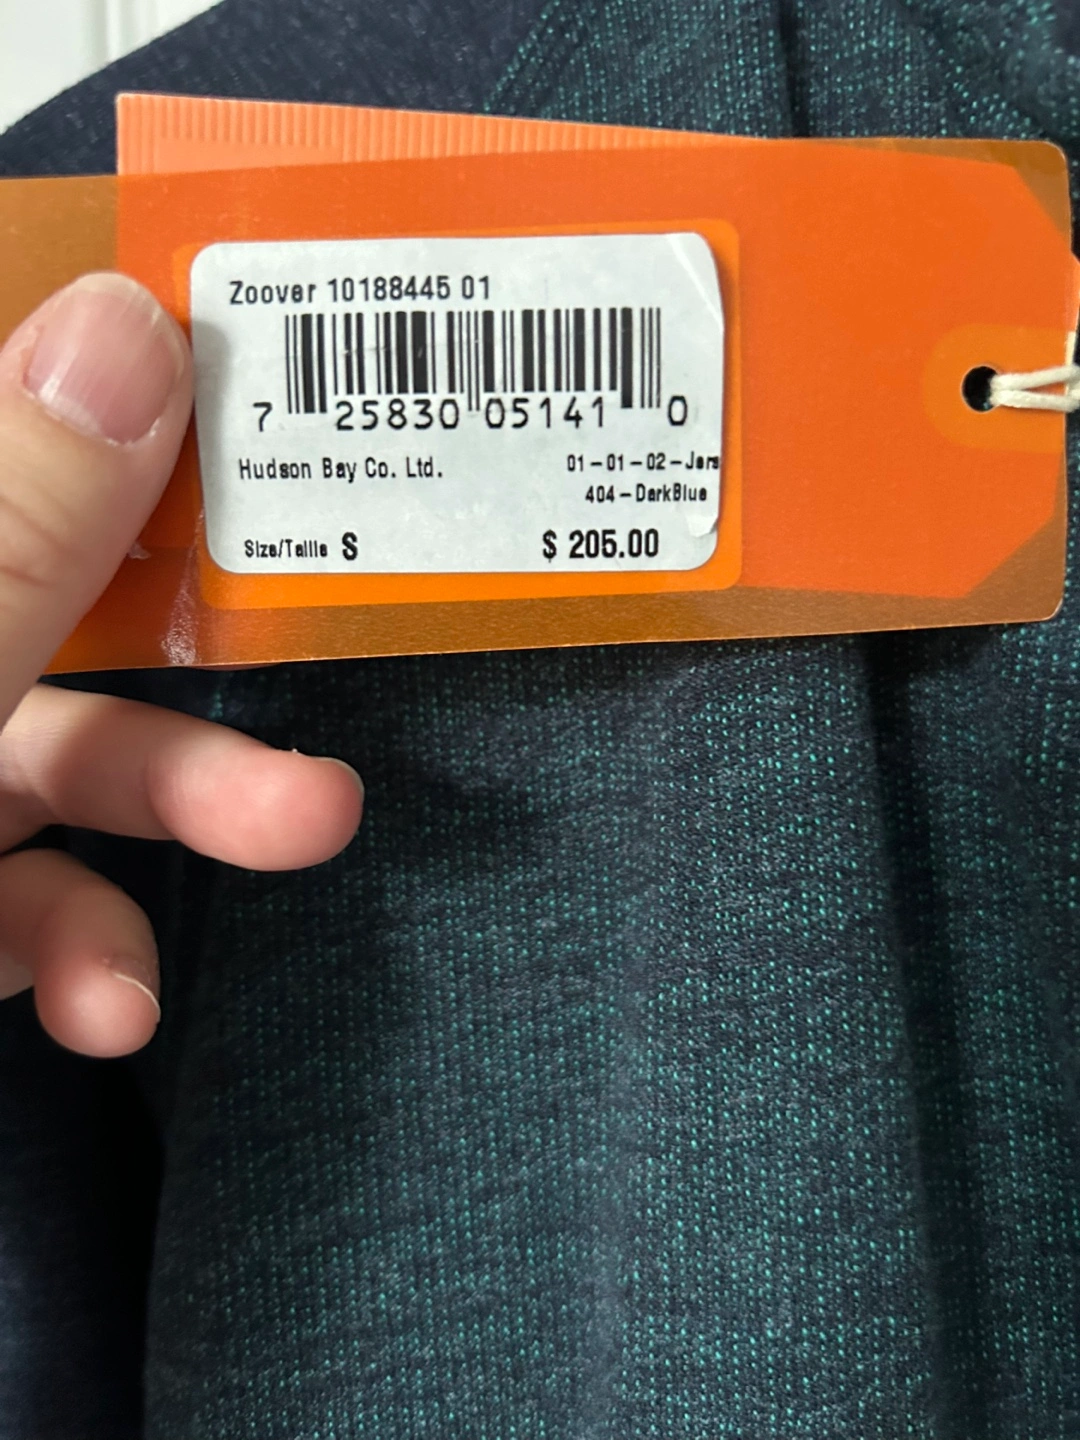 Zoover 10188445 01
7 25830 05141 0
Hudson Bay Co. Ltd.
01-01-02-Jers
404-DarkBlue
Size/Taille S
$ 205.00